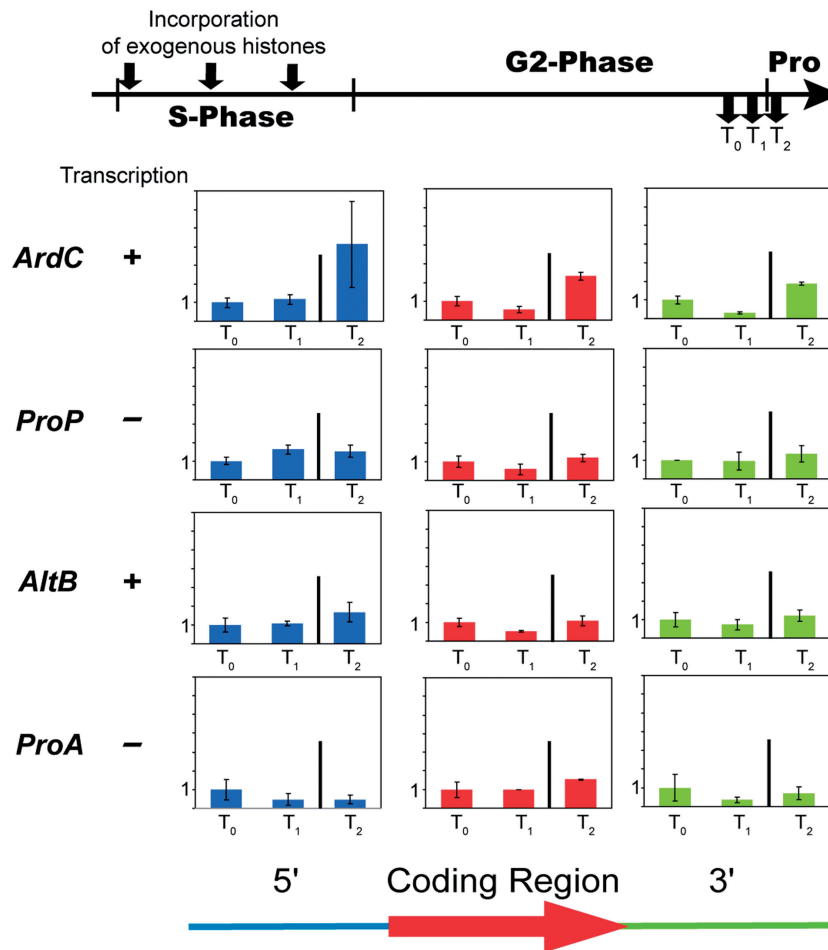 Incorporation
of exogenous histones
G2-Phase
Pro
S-Phase
T0 T1 T2
Transcription
ArdC +
1
T0 T1 T2
1
T0 T1 T2
1
T0 T1 T2
ProP −
1
T0 T1 T2
1
T0 T1 T2
1
T0 T1 T2
AltB +
1
T0 T1 T2
1
T0 T1 T2
1
T0 T1 T2
ProA −
1
T0 T1 T2
1
T0 T1 T2
1
T0 T1 T2
5' Coding Region 3'